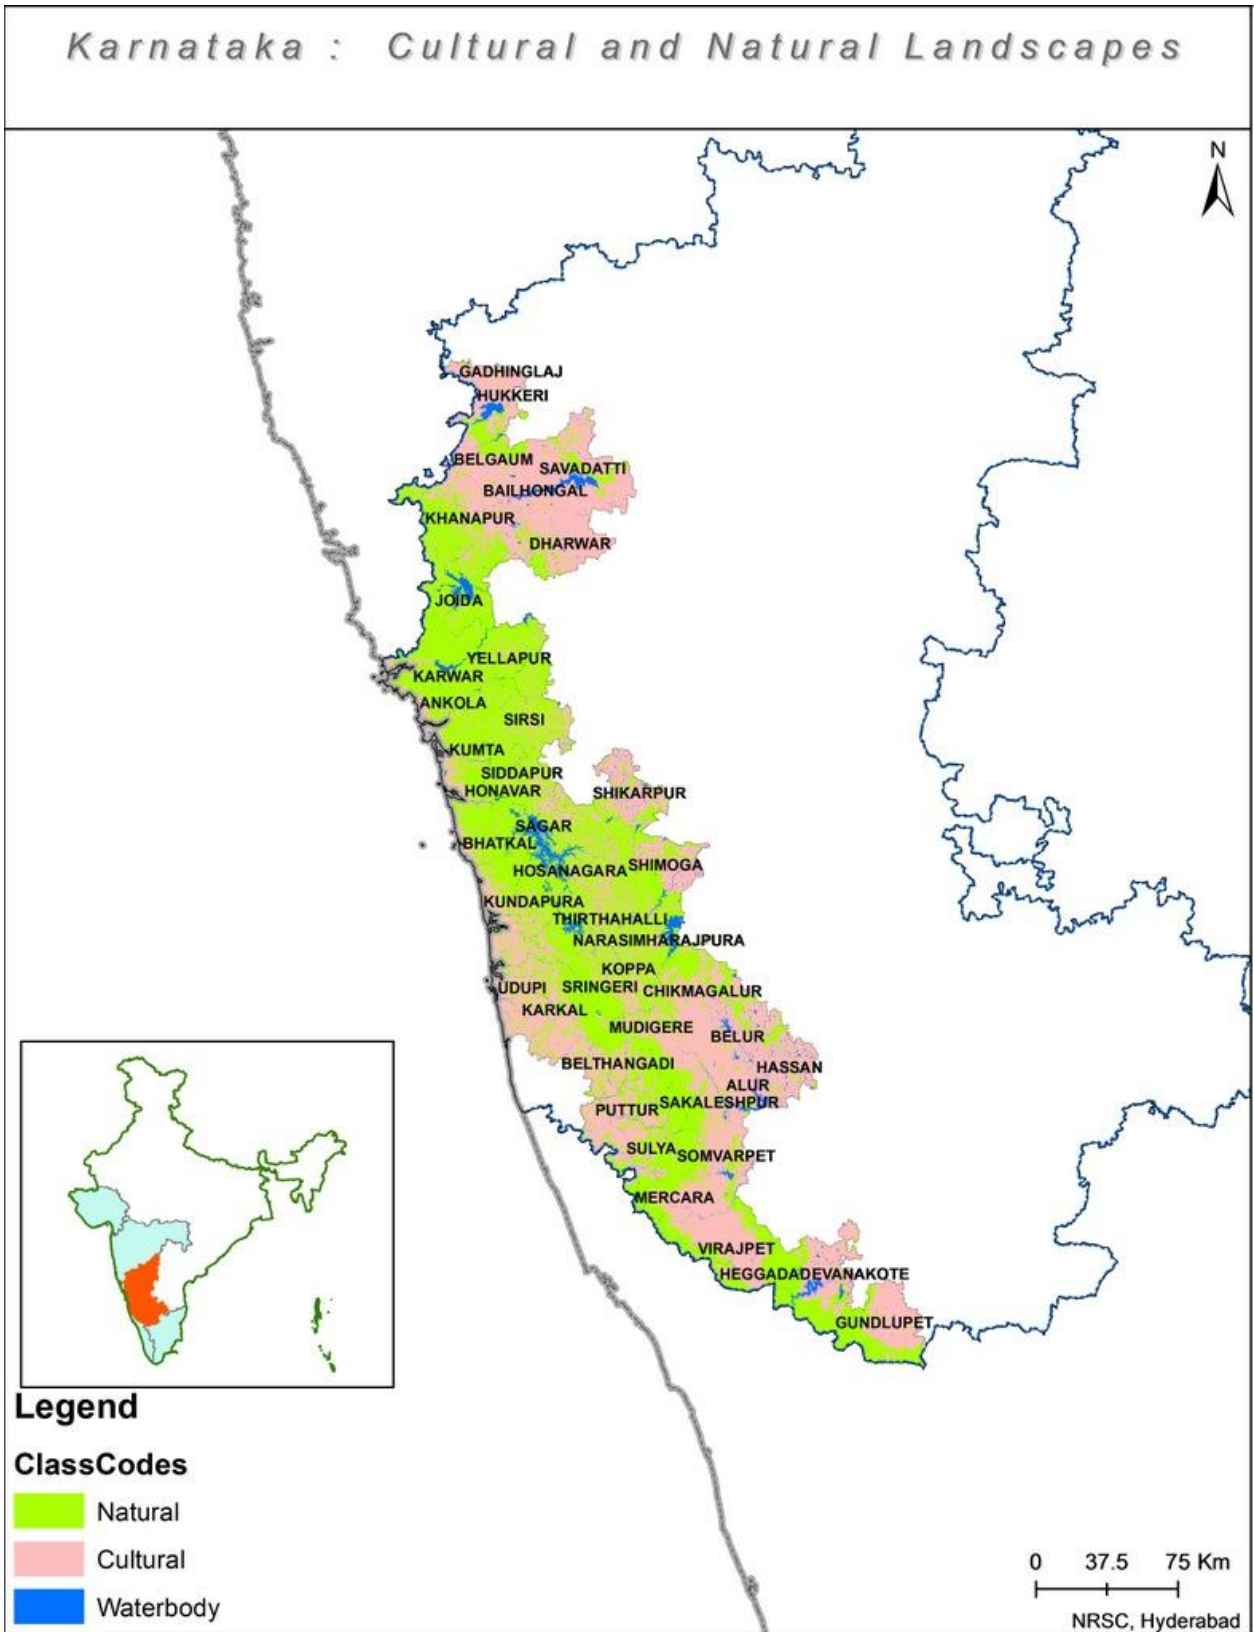 Karnataka : Cultural and Natural Landscapes
N
GADHINGLAJ
HUKKERI
BELGAUM
SAVADATTI
BAILHONGAL
KHANAPUR
DHARWAR
JOIDA
YELLAPUR
KARWAR
ANKOLA
SIRSI
KUMTA
SIDDAPUR
HONAVAR
SHIKARPUR
SAGAR
BHATKAL
HOSANAGARA
SHIMOGA
KUNDAPURA
THIRTHAHALLI
NARASIMHARAJPURA
KOPPA
UDUPI
SRINGERI
CHIKMAGALUR
KARKAL
MUDIGERE
BELUR
BELTHANGADI
HASSAN
ALUR
PUTTUR
SAKALESHPUR
SULYA
SOMVARPET
MERCARA
VIRAJPET
HEGGADADEVANAKOTE
GUNDLUPET
Legend
ClassCodes
Natural
Cultural
Waterbody
0 37.5 75 Km
NRSC, Hyderabad